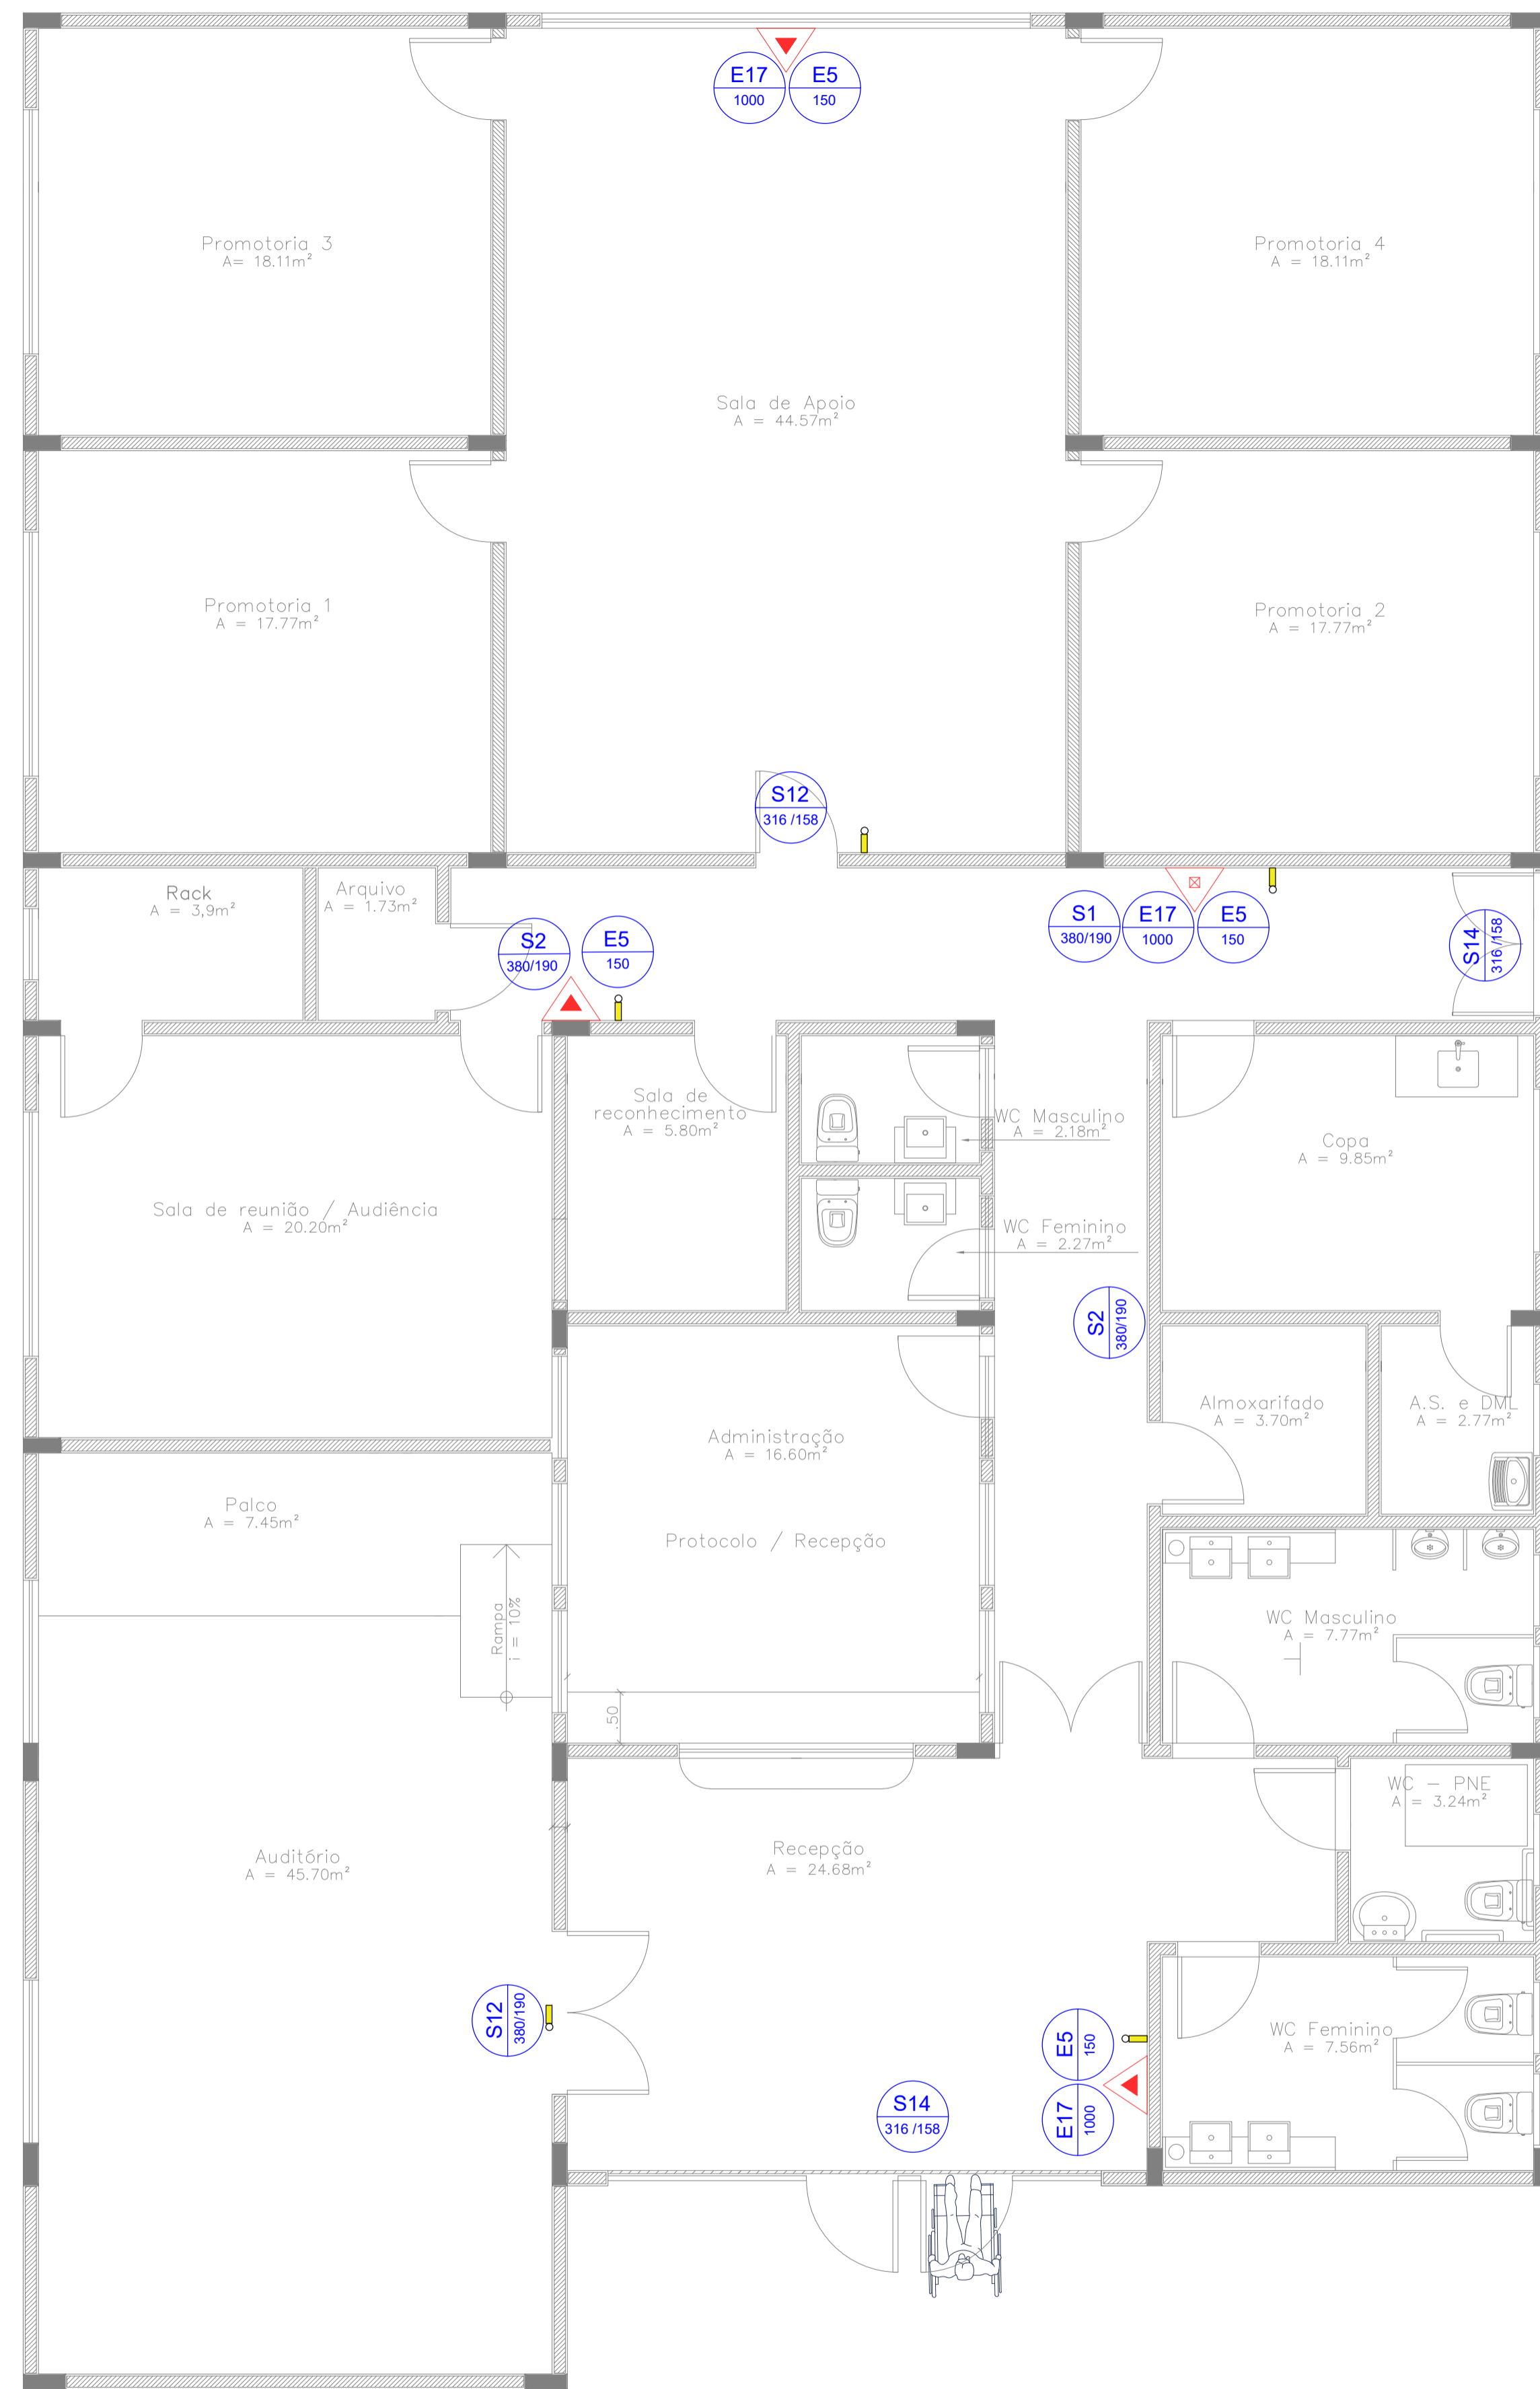 E17
1000
E5
150
Promotoria 3
A= 18.11m²
Promotoria 4
A = 18.11m²
Sala de Apoio
A = 44.57m²
Promotoria 1
A = 17.77m²
Promotoria 2
A = 17.77m²
S12
316 /158
Rack
A = 3,9m²
Arquivo
A = 1.73m²
S2
380/190
E5
150
S1
380/190
E17
1000
E5
150
S14
316 /158
Sala de
reconhecimento
A = 5.80m²
WC Masculino
A = 2.18m²
Copa
A = 9.85m²
Sala de reunião / Audiência
A = 20.20m²
WC Feminino
A = 2.27m²
S2
380/190
Almoxarifado
A = 3.70m²
A.S. e DML
A = 2.77m²
Administração
A = 16.60m²
Palco
A = 7.45m²
Protocolo / Recepção
Rampa
i = 10%
WC Masculino
A = 7.77m²
.50
WC - PNE
A = 3.24m²
Auditório
A = 45.70m²
Recepção
A = 24.68m²
S12
380/190
E5
150
WC Feminino
A = 7.56m²
S14
316 /158
E17
1000